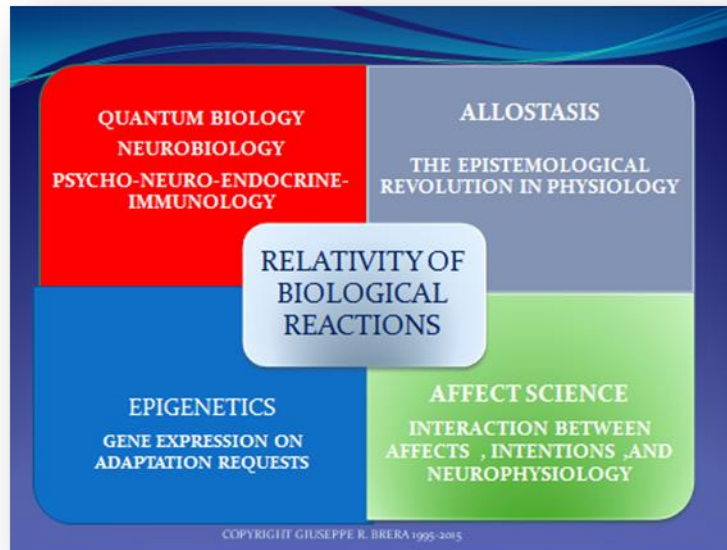 QUANTUM BIOLOGY
NEUROBIOLOGY
PSYCHO-NEURO-ENDOCRINE-
IMMUNOLOGY
ALLOSTASIS
THE EPISTEMOLOGICAL
REVOLUTION IN PHYSIOLOGY
RELATIVITY OF
BIOLOGICAL
REACTIONS
EPIGENETICS
GENE EXPRESSION ON
ADAPTATION REQUESTS
AFFECT SCIENCE
INTERACTION BETWEEN
AFFECTS , INTENTIONS ,AND
NEUROPHYSIOLOGY
COPYRIGHT GIUSEPPE R. BRERA 1995-2015